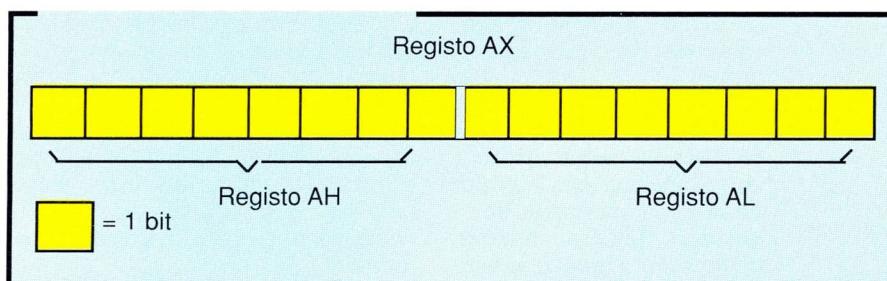 Registo AX
Registo AH
Registo AL
= 1 bit